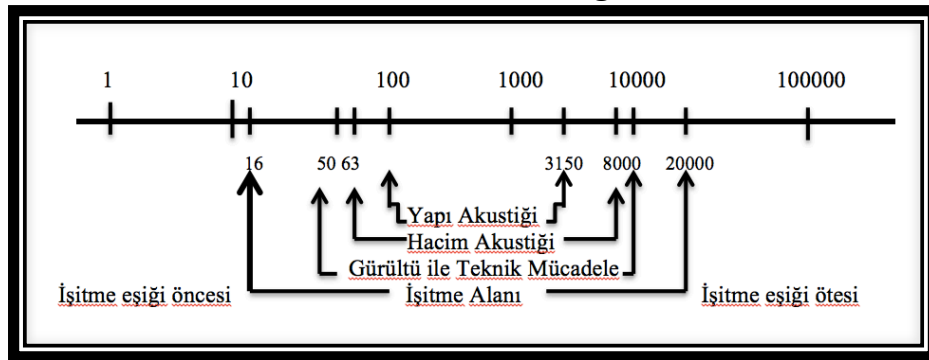 1 10 100 1000 10000 100000
16 50 63 3150 8000 20000
Yapı Akustiği
Hacim Akustiği
Gürültü ile Teknik Mücadele
İşitme eşiği öncesi İşitme Alanı İşitme eşiği ötesi